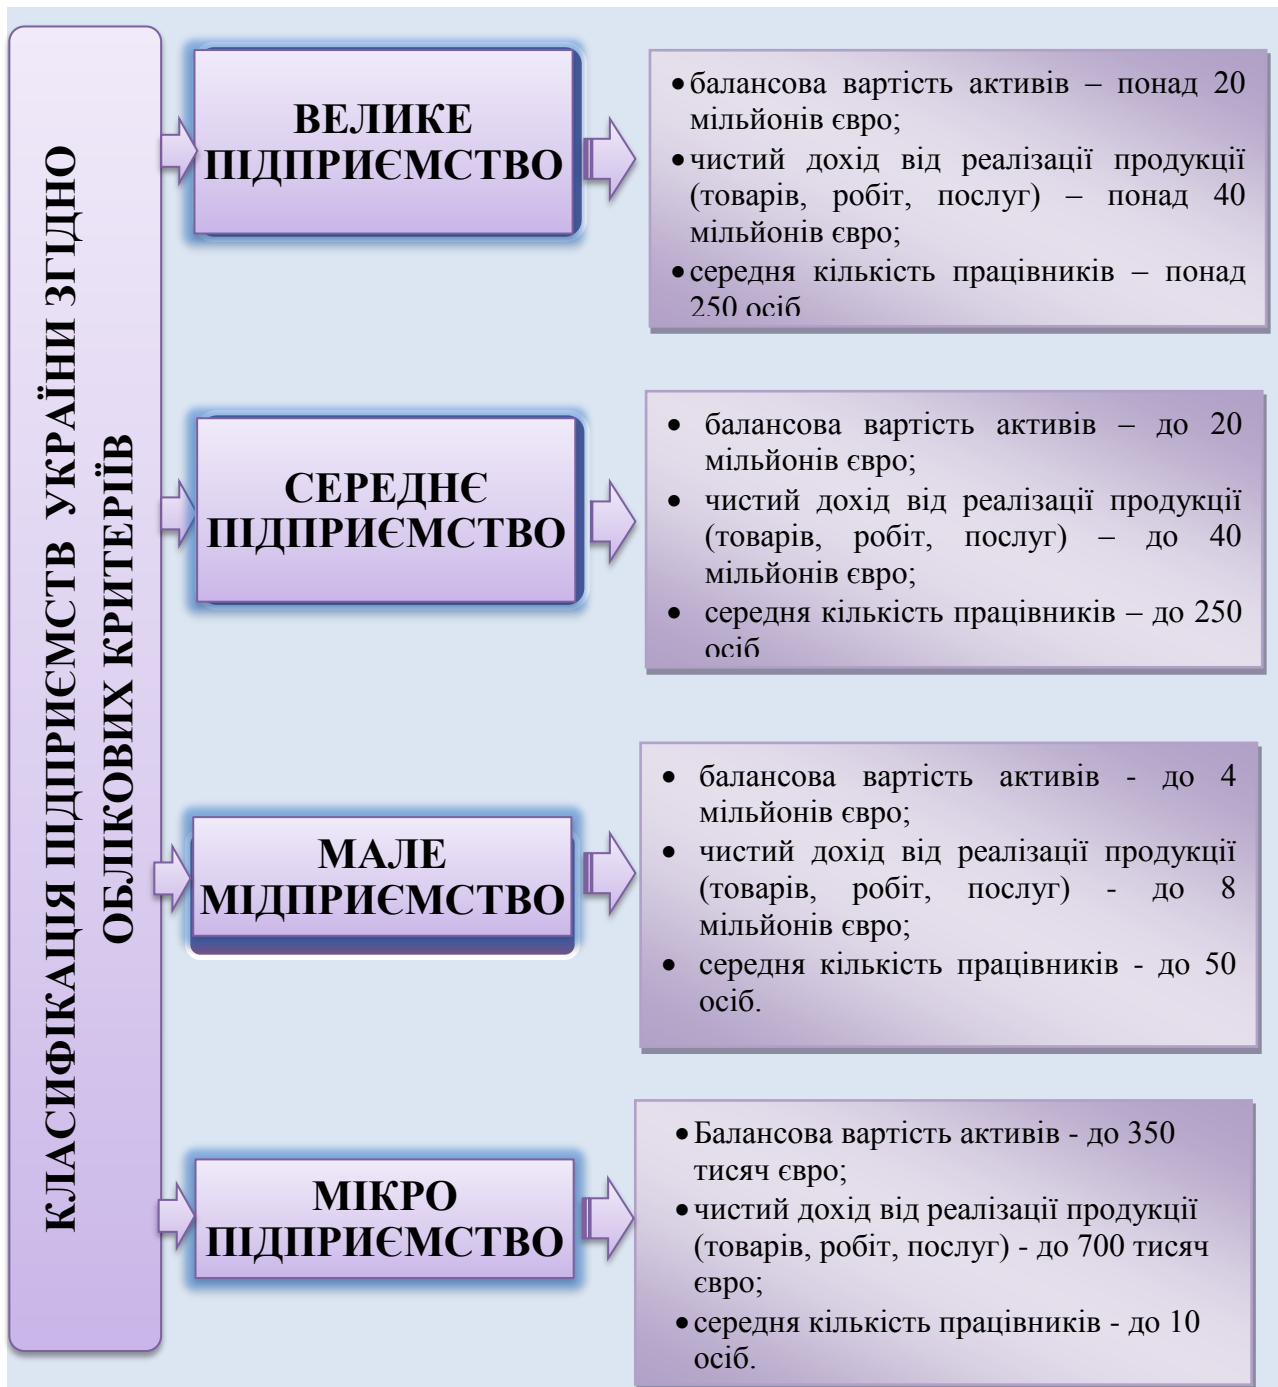 КЛАСИФІКАЦІЯ ПІДПРИЄМСТВ УКРАЇНИ ЗГІДНО
ОБЛІКОВИХ КРИТЕРІЇВ
ВЕЛИКЕ
ПІДПРИЄМСТВО
•балансова вартість активів – понад 20
мільйонів євро;
•чистий дохід від реалізації продукції
(товарів, робіт, послуг) – понад 40
мільйонів євро;
•середня кількість працівників – понад
250 осіб
СЕРЕДНЄ
ПІДПРИЄМСТВО
• балансова вартість активів – до 20
мільйонів євро;
• чистий дохід від реалізації продукції
(товарів, робіт, послуг) – до 40
мільйонів євро;
• середня кількість працівників – до 250
осіб
МАЛЕ
МІДПРИЄМСТВО
• балансова вартість активів - до 4
мільйонів євро;
• чистий дохід від реалізації продукції
(товарів, робіт, послуг) - до 8
мільйонів євро;
• середня кількість працівників - до 50
осіб.
МІКРО
ПІДПРИЄМСТВО
•Балансова вартість активів - до 350
тисяч євро;
•чистий дохід від реалізації продукції
(товарів, робіт, послуг) - до 700 тисяч
євро;
•середня кількість працівників - до 10
осіб.